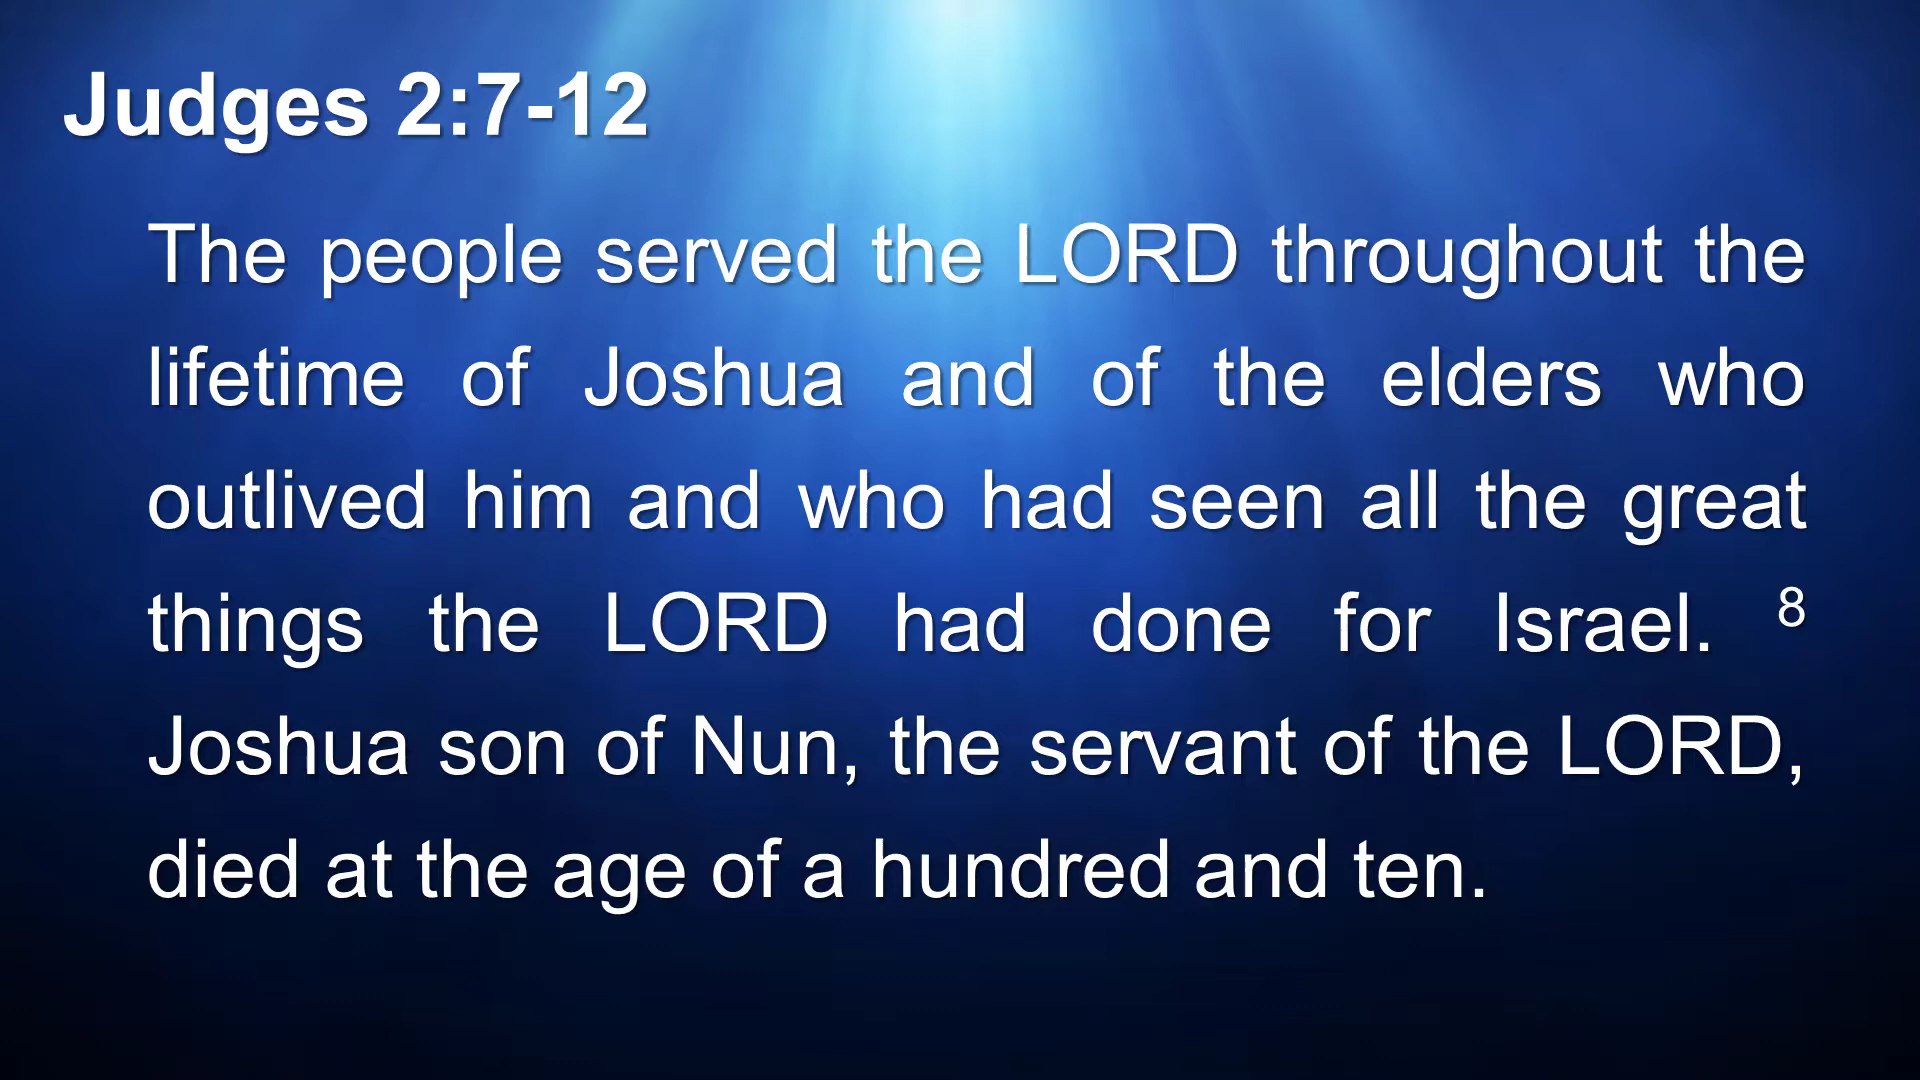 Judges 2:7-12
The people served the LORD throughout the
lifetime of Joshua and of the elders who
outlived him and who had seen all the great
things the LORD had done for Israel. 8
Joshua son of Nun, the servant of the LORD,
died at the age of a hundred and ten.